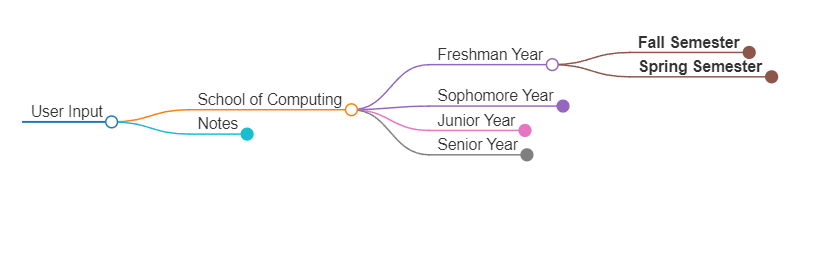 User Input
School of Computing
Notes
Freshman Year
Sophomore Year
Junior Year
Senior Year
Fall Semester
Spring Semester